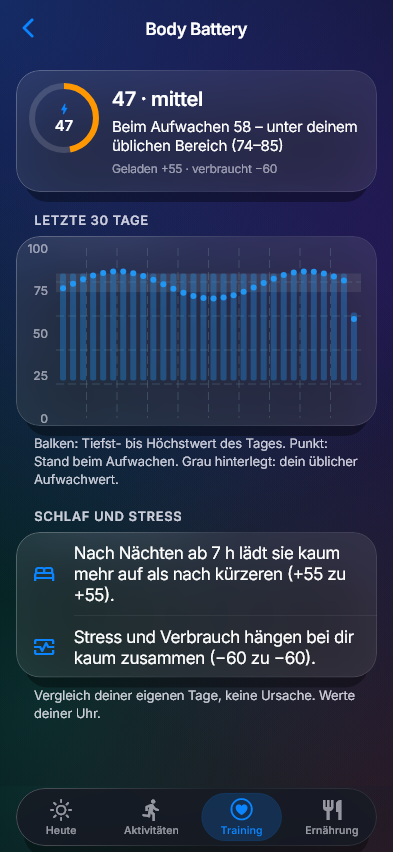 Body Battery
47
47 · mittel
Beim Aufwachen 58 – unter deinem
üblichen Bereich (74–85)
Geladen +55 · verbraucht −60
LETZTE 30 TAGE
100
75
50
25
0
Balken: Tiefst- bis Höchstwert des Tages. Punkt:
Stand beim Aufwachen. Grau hinterlegt: dein üblicher
Aufwachwert.
SCHLAF UND STRESS
Nach Nächten ab 7 h lädt sie kaum
mehr auf als nach kürzeren (+55 zu
+55).
Stress und Verbrauch hängen bei dir
kaum zusammen (−60 zu −60).
Vergleich deiner eigenen Tage, keine Ursache. Werte
deiner Uhr.
Heute
Aktivitäten
Training
Ernährung